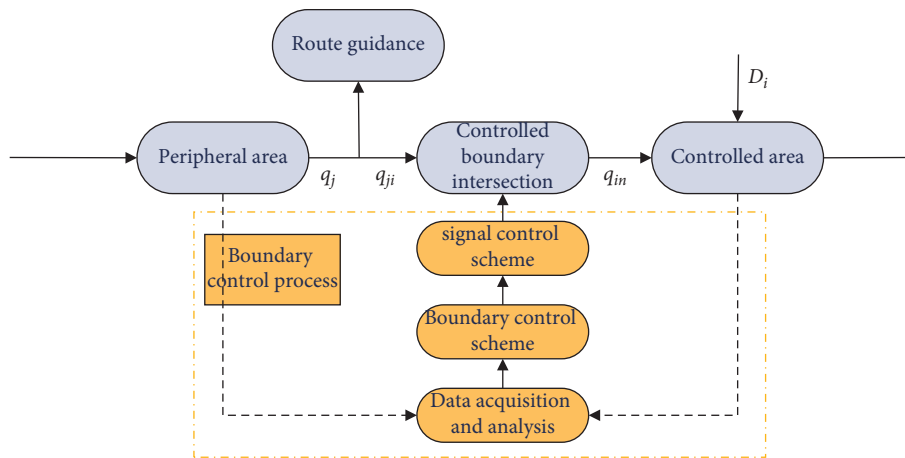 Route guidance
D_i
Peripheral area
q_j
q_ji
Controlled
boundary
intersection
q_in
Controlled area
Boundary
control process
signal control
scheme
Boundary control
scheme
Data acquisition
and analysis